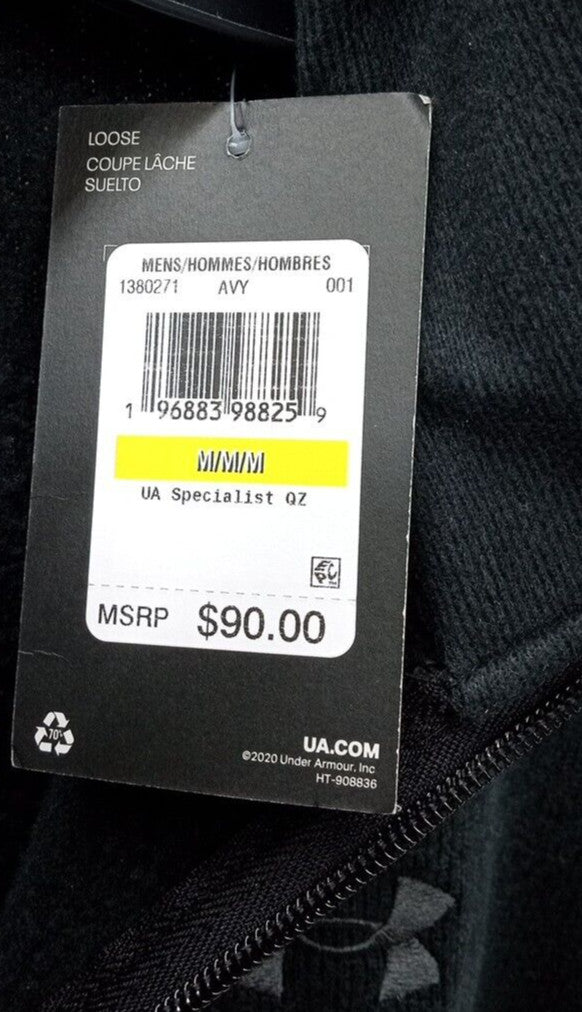 LOOSE
COUPE LÂCHE
SUELTO
MENS/HOMMES/HOMBRES
1380271 AVY 001
1 96883 98825 9
M/M/M
UA Specialist QZ
MSRP $90.00
70%
UA.COM
©2020 Under Armour, Inc
HT-908836